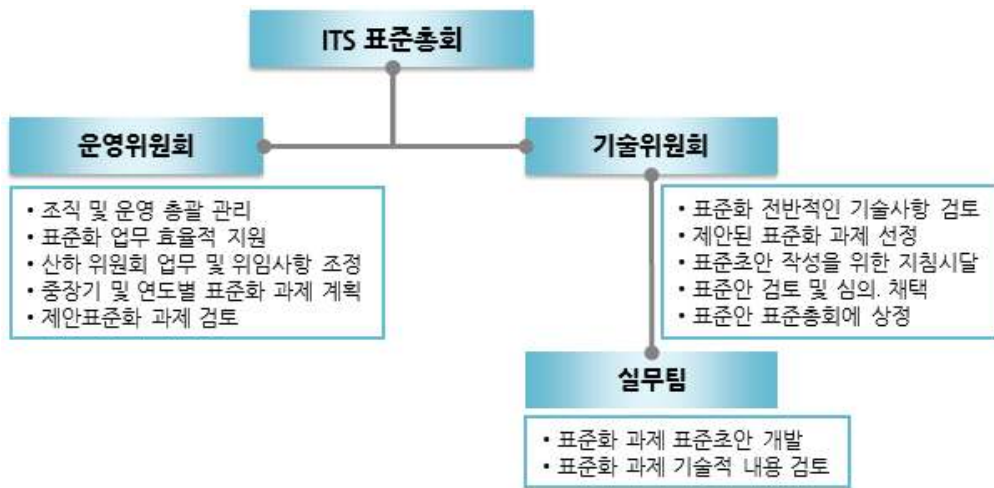 ITS 표준총회
운영위원회
• 조직 및 운영 총괄 관리
• 표준화 업무 효율적 지원
• 산하 위원회 업무 및 위임사항 조정
• 중장기 및 연도별 표준화 과제 계획
• 제안표준화 과제 검토
기술위원회
• 표준화 전반적인 기술사항 검토
• 제안된 표준화 과제 선정
• 표준초안 작성을 위한 지침시달
• 표준안 검토 및 심의. 채택
• 표준안 표준총회에 상정
실무팀
• 표준화 과제 표준초안 개발
• 표준화 과제 기술적 내용 검토